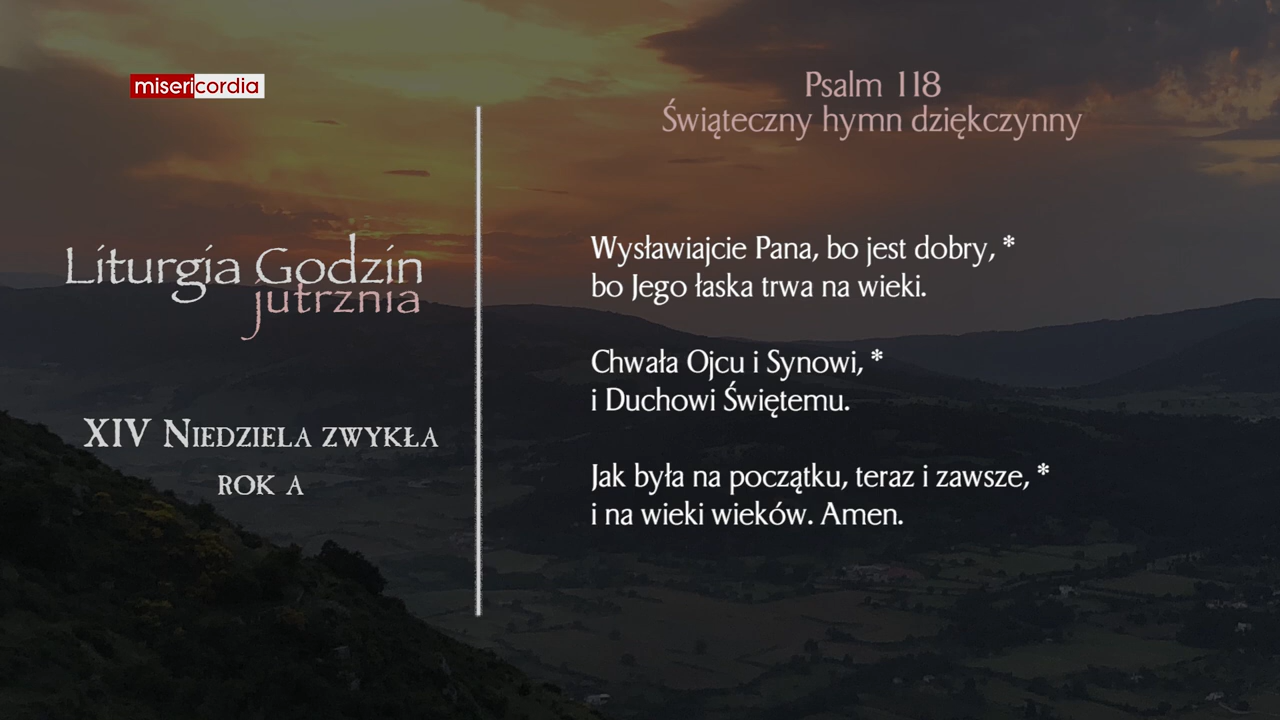 misericordia
Liturgia Godzin
jutrznia
XIV Niedziela zwykła
rok A
Psalm 118
Świąteczny hymn dziękczynny
Wysławiajcie Pana, bo jest dobry, *
bo Jego łaska trwa na wieki.
Chwała Ojcu i Synowi, *
i Duchowi Świętemu.
Jak była na początku, teraz i zawsze, *
i na wieki wieków. Amen.